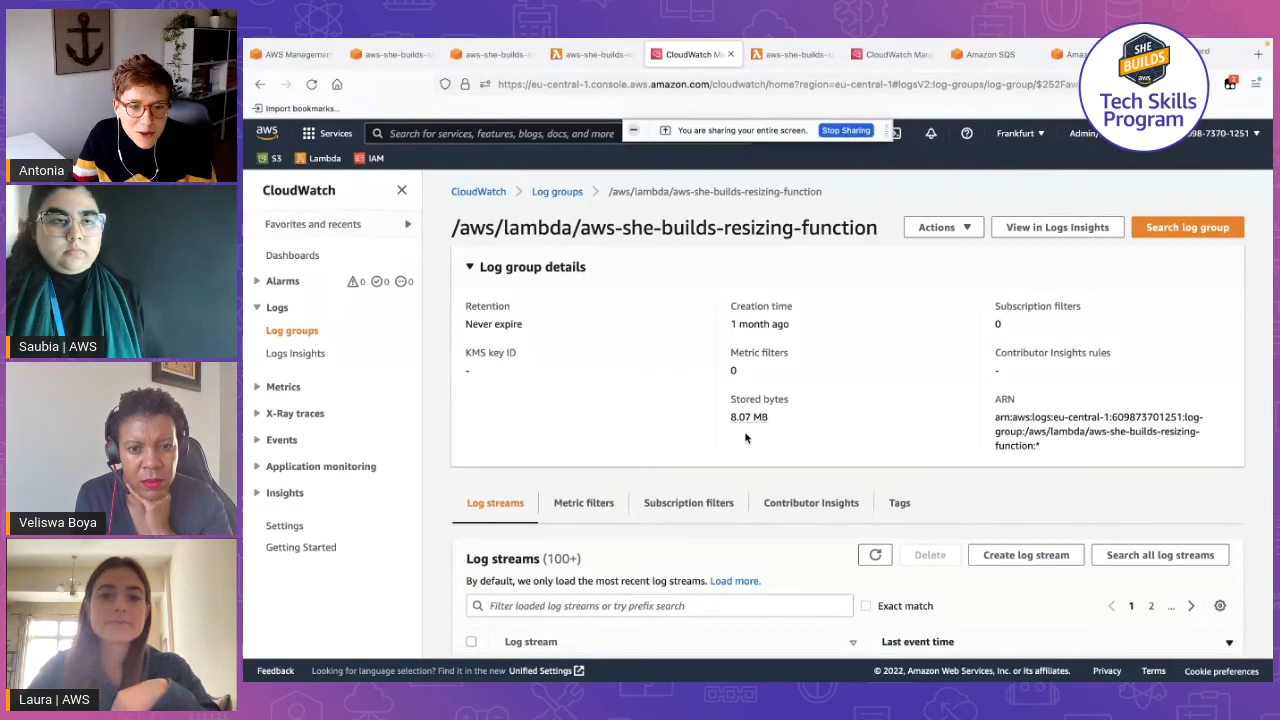 Antonia
Saubia | AWS
Veliswa Boya
Laura | AWS
SHE
BUILDS
aws
Tech Skills
Program
AWS Managemen
aws-she-builds-s
aws-she-builds-s
aws-she-builds-re
CloudWatch M
aws-she-builds-s
CloudWatch Mana
Amazon SQS
Amaz
https://eu-central-1.console.aws.amazon.com/cloudwatch/home?region=eu-central-1#logsV2:log-groups/log-group/$252Faw
Import bookmarks...
aws
Services
Search for services, features, blogs, docs, and more
You are sharing your entire screen.
Stop Sharing
Frankfurt
Admin/
98-7370-1251
S3
Lambda
IAM
CloudWatch
Favorites and recents
Dashboards
Alarms
0
0
0
Logs
Log groups
Logs Insights
Metrics
X-Ray traces
Events
Application monitoring
Insights
Settings
Getting Started
CloudWatch
Log groups
/aws/lambda/aws-she-builds-resizing-function
/aws/lambda/aws-she-builds-resizing-function
Actions
View in Logs Insights
Search log group
Log group details
Retention
Never expire
KMS key ID
-
Creation time
1 month ago
Metric filters
0
Stored bytes
8.07 MB
Subscription filters
0
Contributor Insights rules
-
ARN
arn:aws:logs:eu-central-1:609873701251:log-
group:/aws/lambda/aws-she-builds-resizing-
function:*
Log streams
Metric filters
Subscription filters
Contributor Insights
Tags
Log streams (100+)
Delete
Create log stream
Search all log streams
By default, we only load the most recent log streams. Load more.
Filter loaded log streams or try prefix search
Exact match
1
2
...
Log stream
Last event time
Feedback
Looking for language selection? Find it in the new Unified Settings
© 2022, Amazon Web Services, Inc. or its affiliates.
Privacy
Terms
Cookie preferences